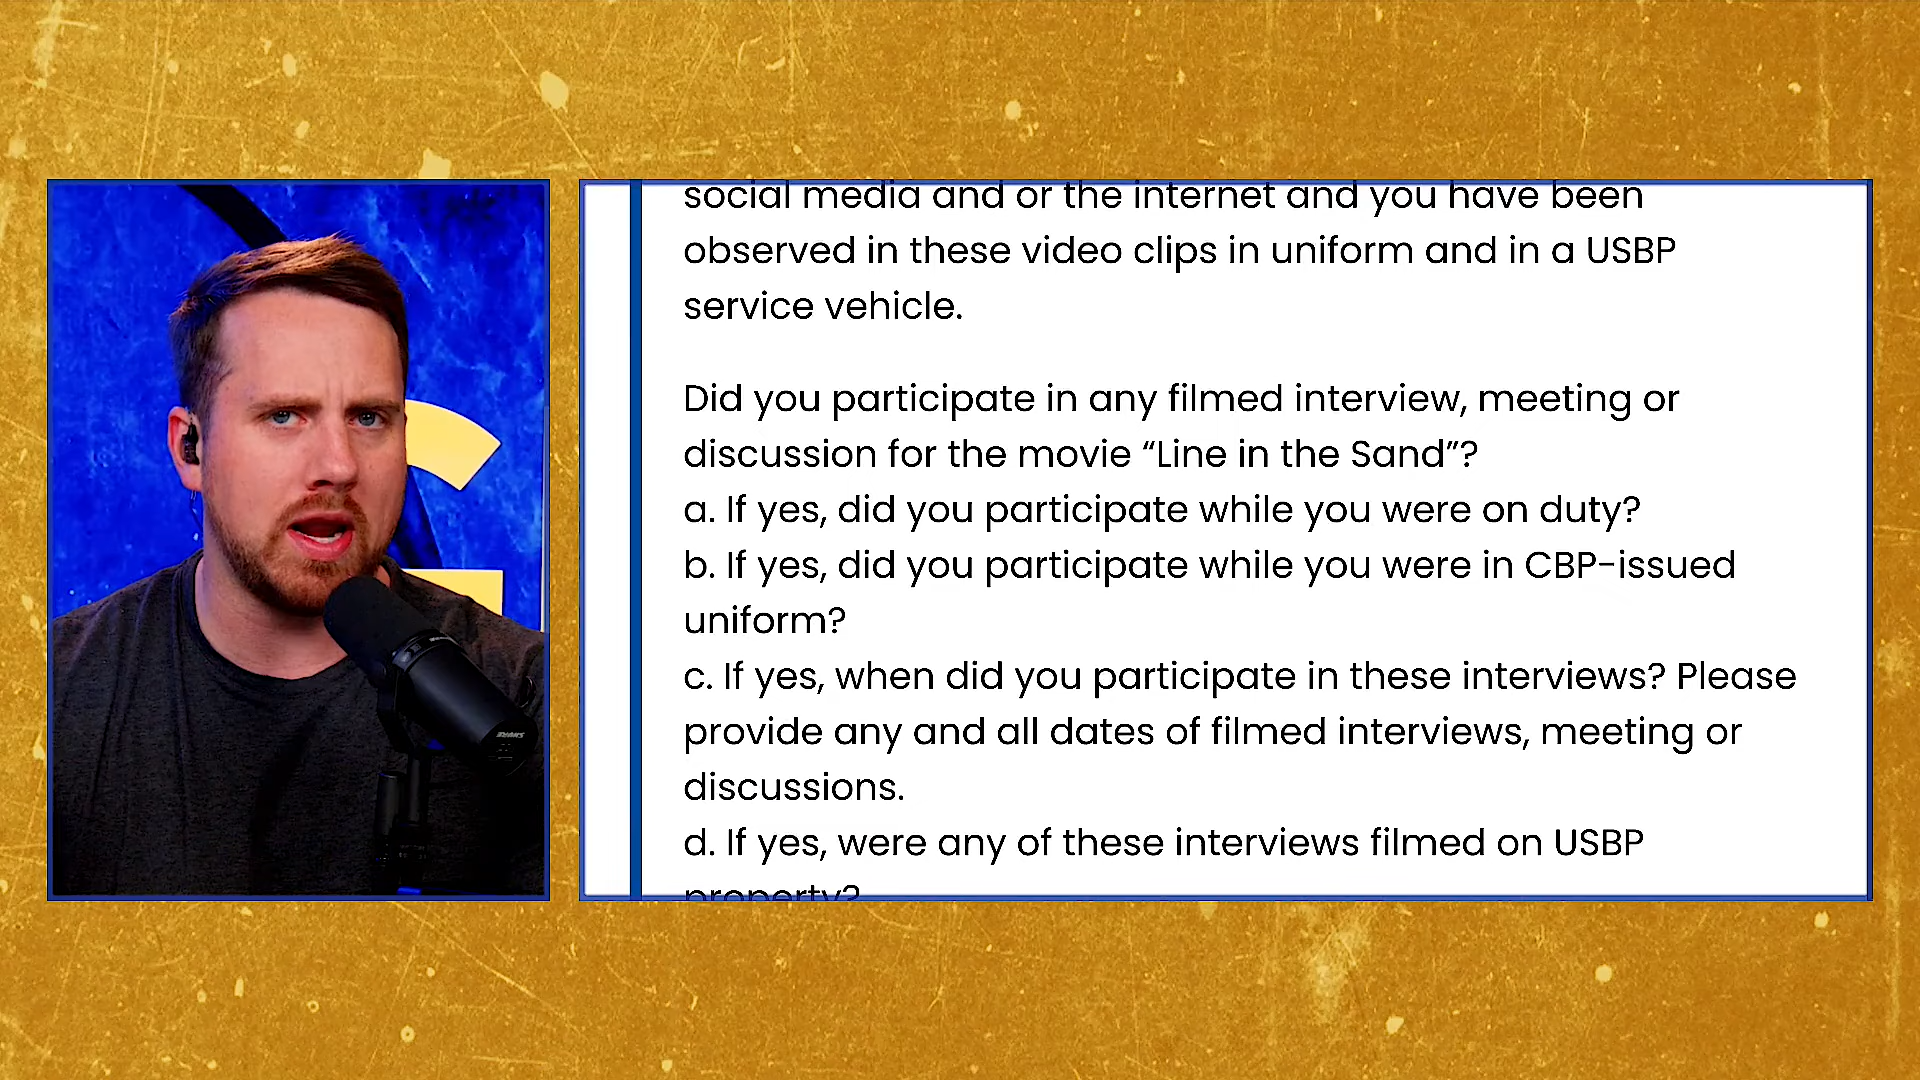 social media and or the internet and you have been
observed in these video clips in uniform and in a USBP
service vehicle.
Did you participate in any filmed interview, meeting or
discussion for the movie “Line in the Sand”?
a. If yes, did you participate while you were on duty?
b. If yes, did you participate while you were in CBP-issued
uniform?
c. If yes, when did you participate in these interviews? Please
provide any and all dates of filmed interviews, meeting or
discussions.
d. If yes, were any of these interviews filmed on USBP
property?
SHURE